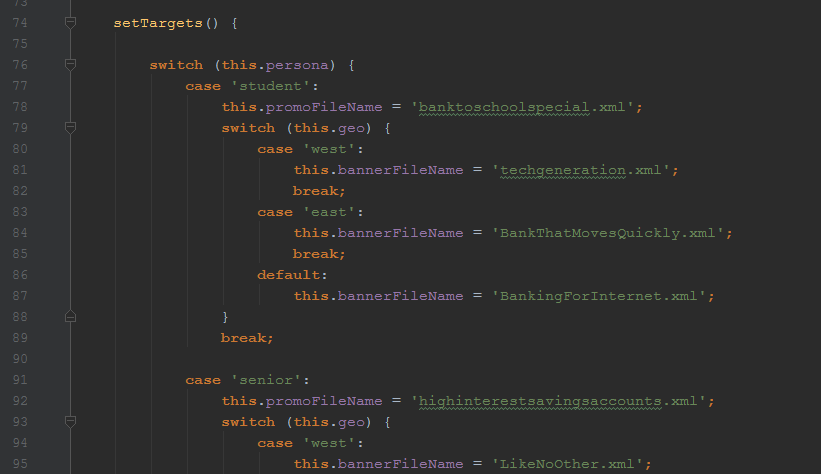 73
74 setTargets() {
75
76 switch (this.persona) {
77 case 'student':
78 this.promoFileName = 'banktoschoolspecial.xml';
79 switch (this.geo) {
80 case 'west':
81 this.bannerFileName = 'techgeneration.xml';
82 break;
83 case 'east':
84 this.bannerFileName = 'BankThatMovesQuickly.xml';
85 break;
86 default:
87 this.bannerFileName = 'BankingForInternet.xml';
88 }
89 break;
90
91 case 'senior':
92 this.promoFileName = 'highinterestsavingsaccounts.xml';
93 switch (this.geo) {
94 case 'west':
95 this.bannerFileName = 'LikeNoOther.xml';